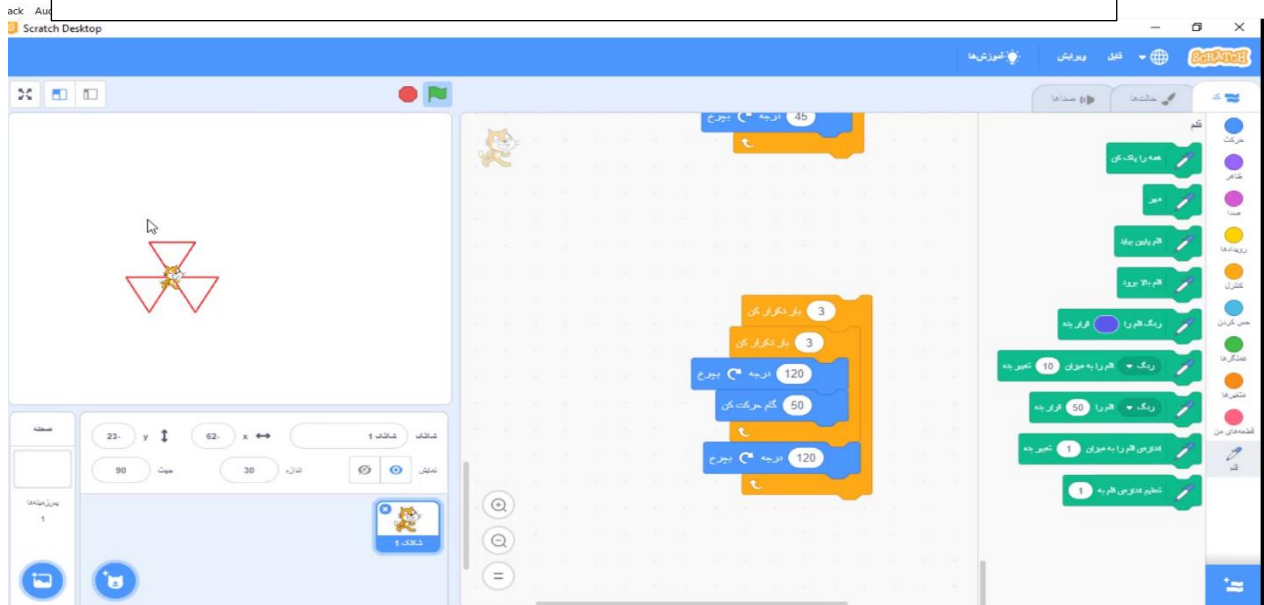 ack Aud
Scratch Desktop
SCRATCH فایل ویرایش آموزش‌ها
کد حالت‌ها صداها
حرکت
ظاهر
صدا
رویدادها
کنترل
حس کردن
عملگرها
متغیرها
قطعه‌های من
قلم
قلم
همه را پاک کن
مهر
قلم پایین بیاید
قلم بالا برود
رنگ قلم را قرار بده
رنگ قلم را به میزان 10 تغییر بده
رنگ قلم را 50 قرار بده
اندازه‌ی قلم را به میزان 1 تغییر بده
تنظیم اندازه‌ی قلم به 1
45 درجه بچرخ
3 بار تکرار کن
3 بار تکرار کن
120 درجه بچرخ
50 گام حرکت کن
120 درجه بچرخ
شکلک شکلک 1 x 62- y 23-
نمایش اندازه 30 جهت 90
شکلک 1
صحنه
پس‌زمینه‌ها
1